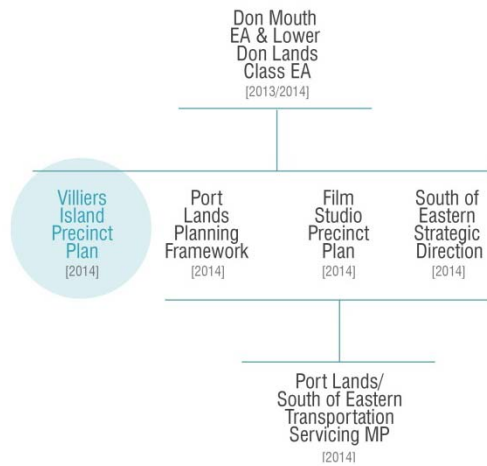 Don Mouth
EA & Lower
Don Lands
Class EA
[2013/2014]
Villiers
Island
Precinct
Plan
[2014]
Port
Lands
Planning
Framework
[2014]
Film
Studio
Precinct
Plan
[2014]
South of
Eastern
Strategic
Direction
[2014]
Port Lands/
South of Eastern
Transportation
Servicing MP
[2014]